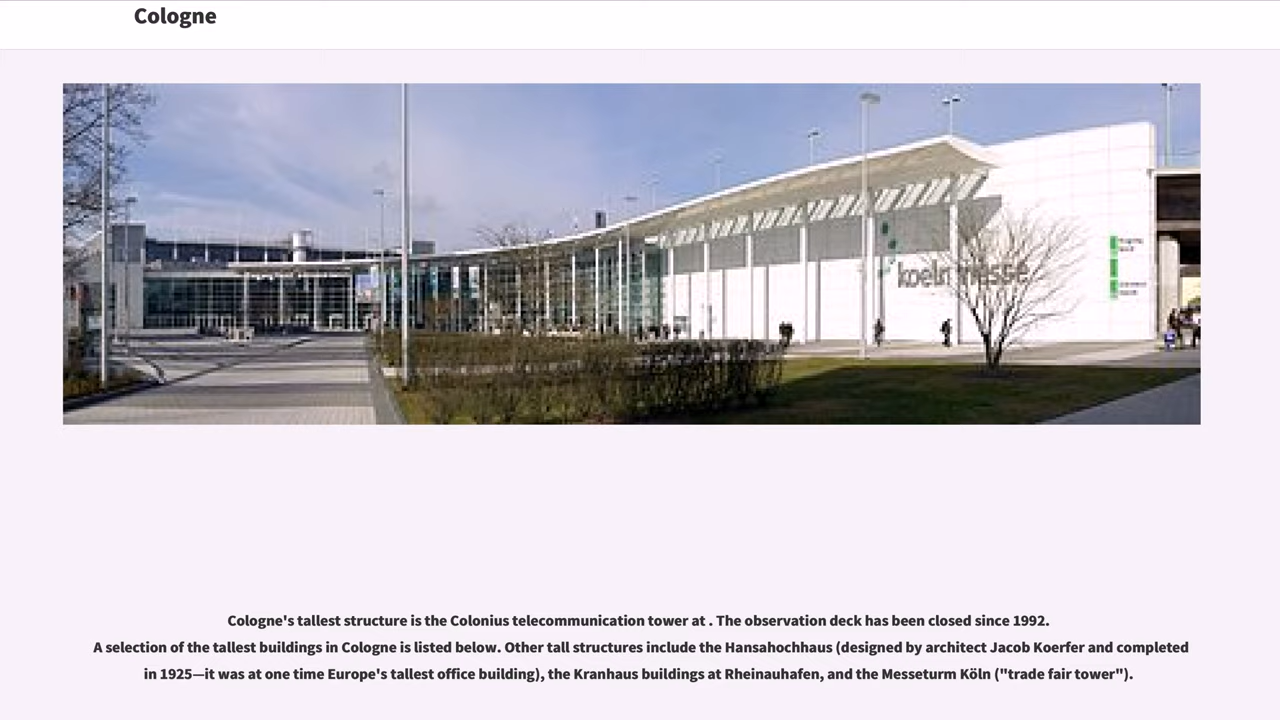 Cologne
koelnmesse
Cologne's tallest structure is the Colonius telecommunication tower at . The observation deck has been closed since 1992.
A selection of the tallest buildings in Cologne is listed below. Other tall structures include the Hansahochhaus (designed by architect Jacob Koerfer and completed
in 1925—it was at one time Europe's tallest office building), the Kranhaus buildings at Rheinauhafen, and the Messeturm Köln ("trade fair tower").